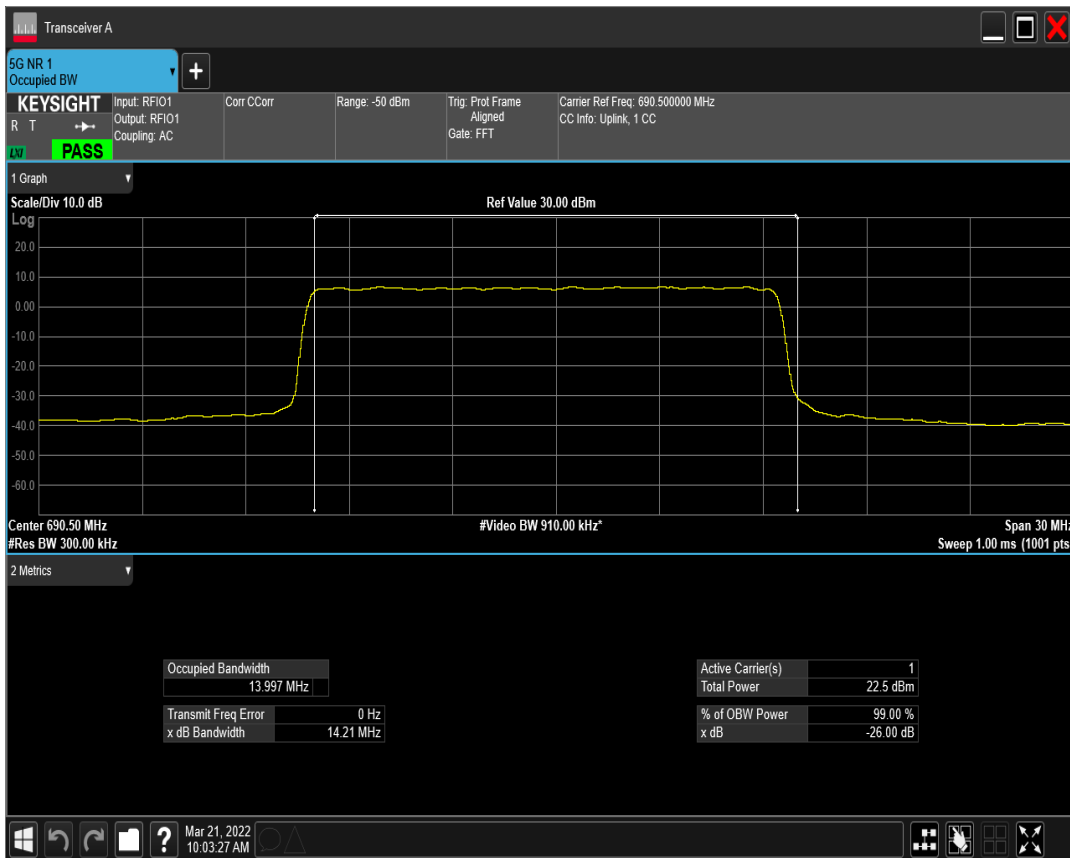 Transceiver A
5G NR 1
Occupied BW
+
KEYSIGHT
R T
LXI
PASS
Input: RFIO1
Output: RFIO1
Coupling: AC
Corr CCorr
Range: -50 dBm
Trig: Prot Frame
Aligned
Gate: FFT
Carrier Ref Freq: 690.500000 MHz
CC Info: Uplink, 1 CC
1 Graph
Scale/Div 10.0 dB
Ref Value 30.00 dBm
Log
20.0
10.0
0.00
-10.0
-20.0
-30.0
-40.0
-50.0
-60.0
Center 690.50 MHz
#Video BW 910.00 kHz*
Span 30 MHz
#Res BW 300.00 kHz
Sweep 1.00 ms (1001 pts
2 Metrics
Occupied Bandwidth
13.997 MHz
Transmit Freq Error 0 Hz
x dB Bandwidth 14.21 MHz
Active Carrier(s) 1
Total Power 22.5 dBm
% of OBW Power 99.00 %
x dB -26.00 dB
?
Mar 21, 2022
10:03:27 AM